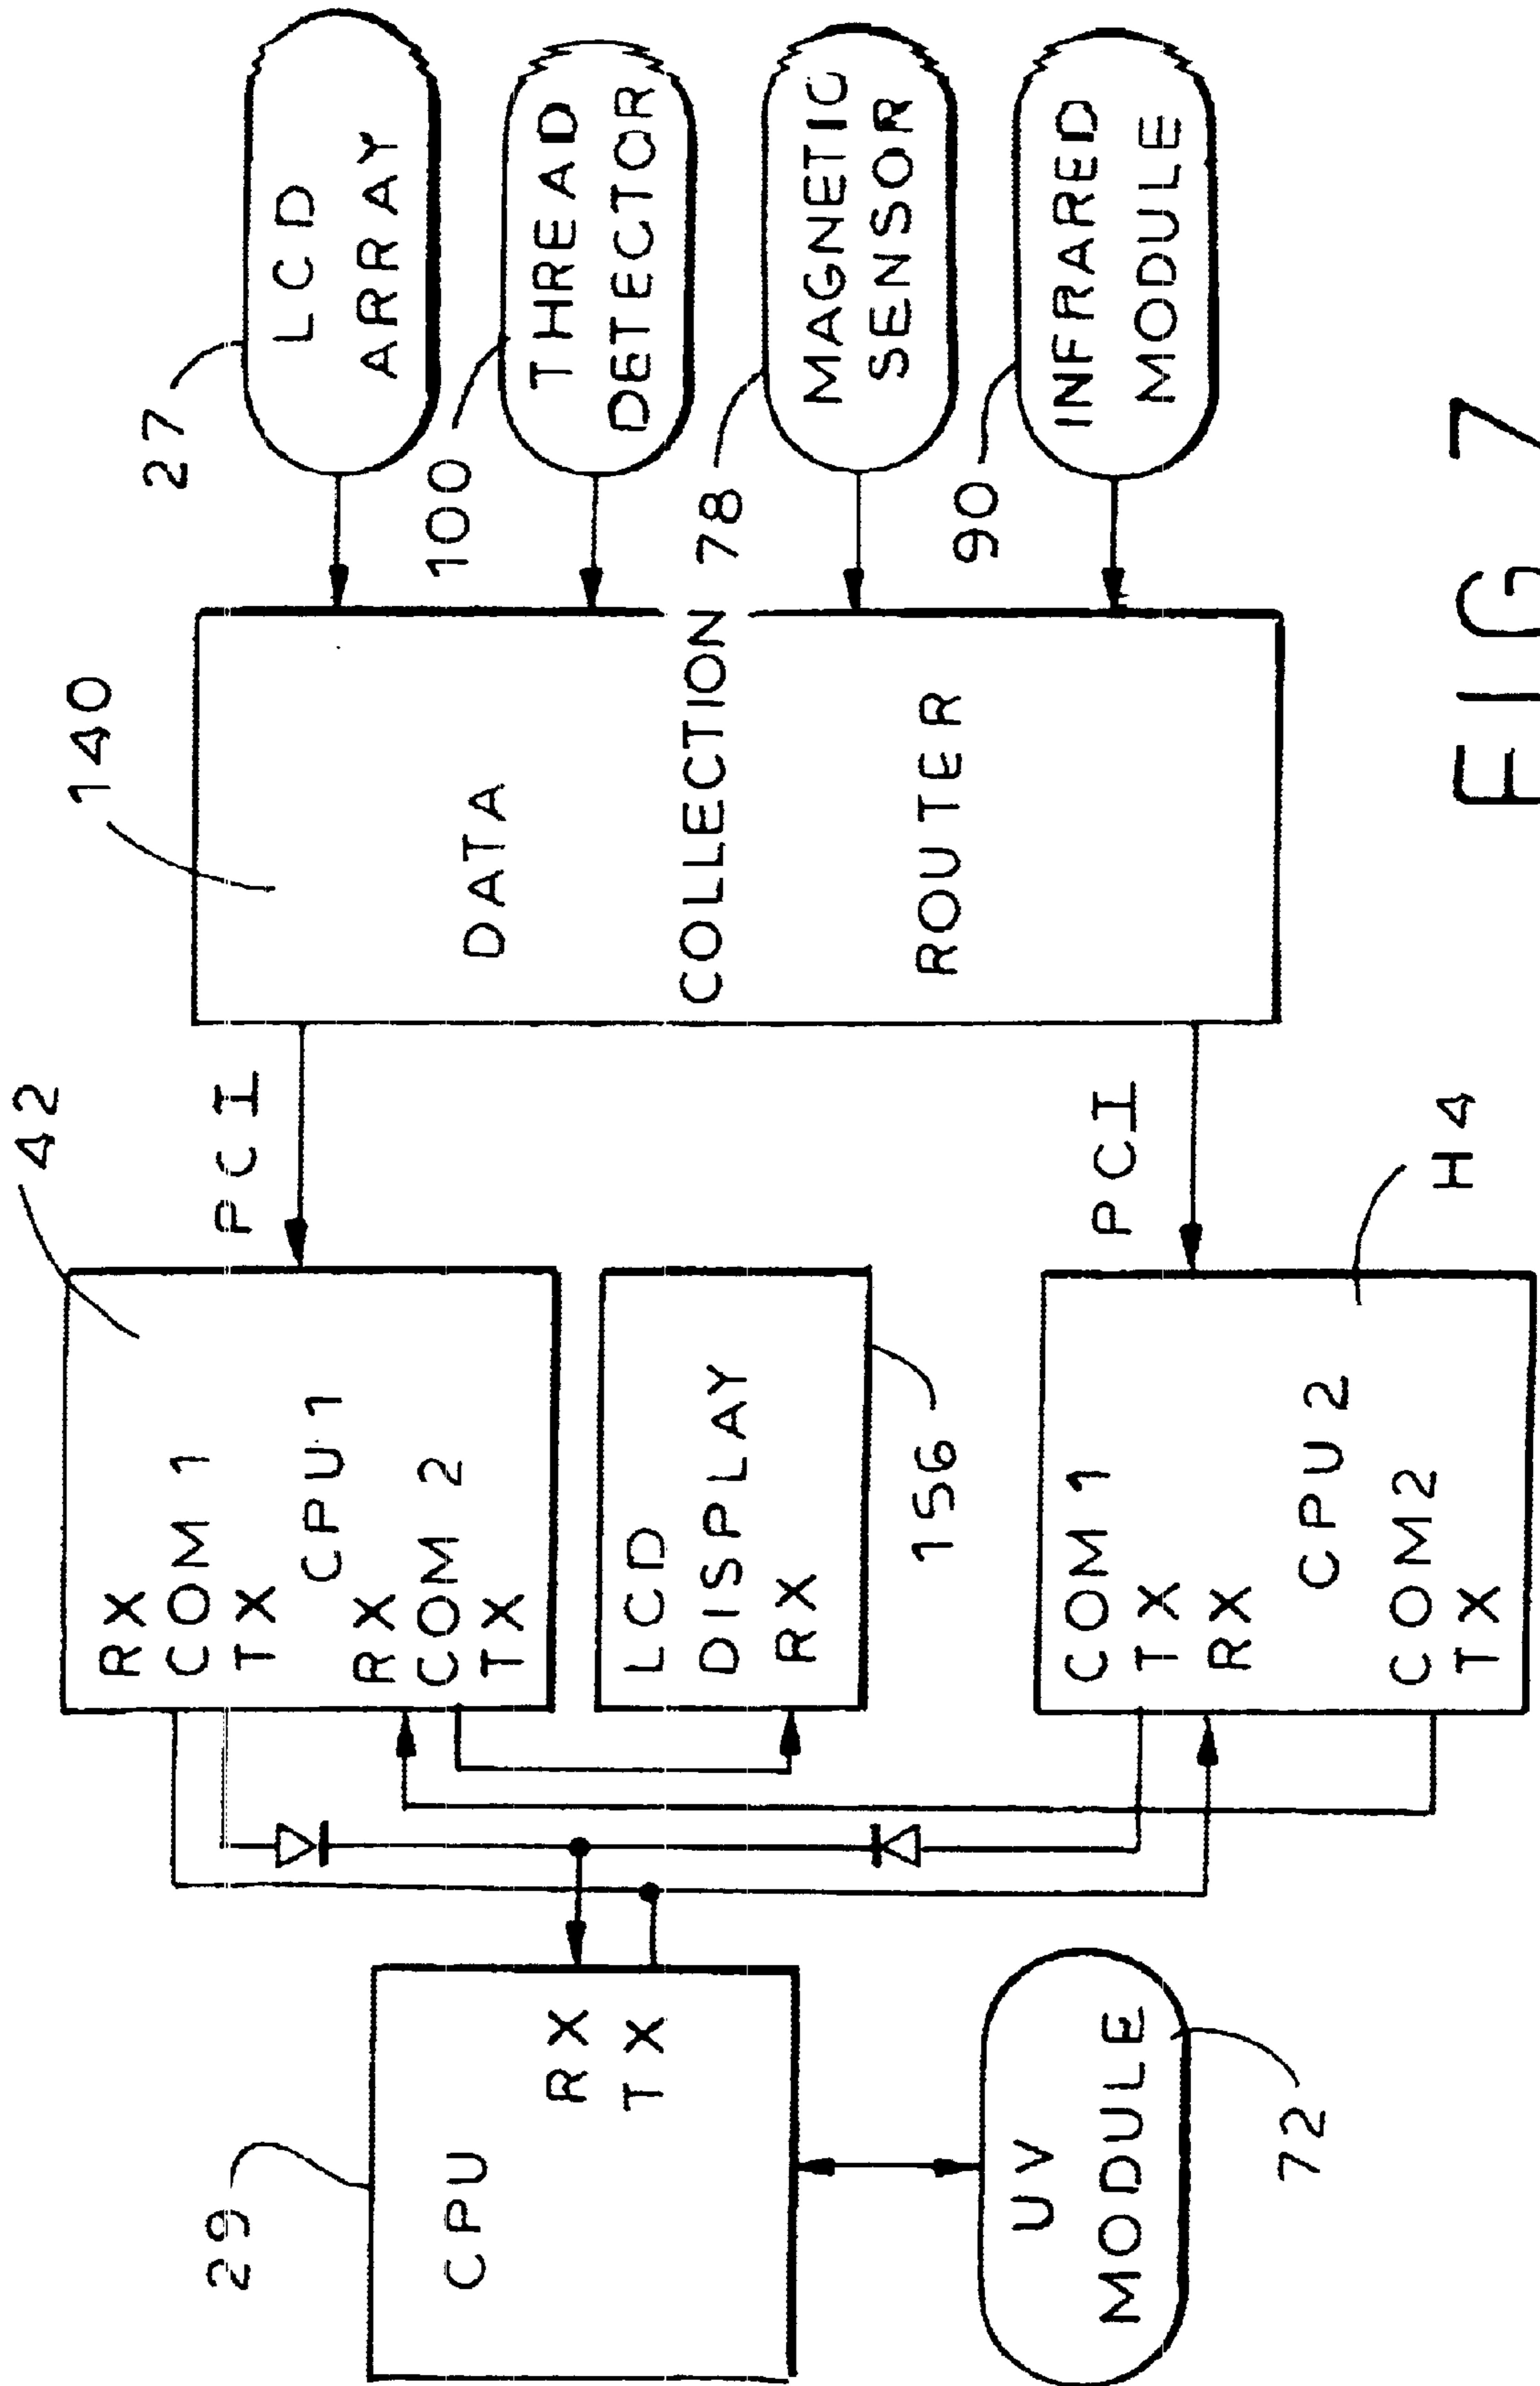 29
CPU
RX
TX
UV
MODULE
72
42
RX
COM 1
TX
CPU 1
RX
COM 2
TX
LCD
DISPLAY
RX
156
COM 1
TX
RX
CPU 2
COM2
TX
H4
PCI
PCI
140
DATA
COLLECTION
ROUTER
27
LCD
ARRAY
100
THREAD
DETECTOR
78
MAGNETIC
SENSOR
90
INFRARED
MODULE
FIG 7